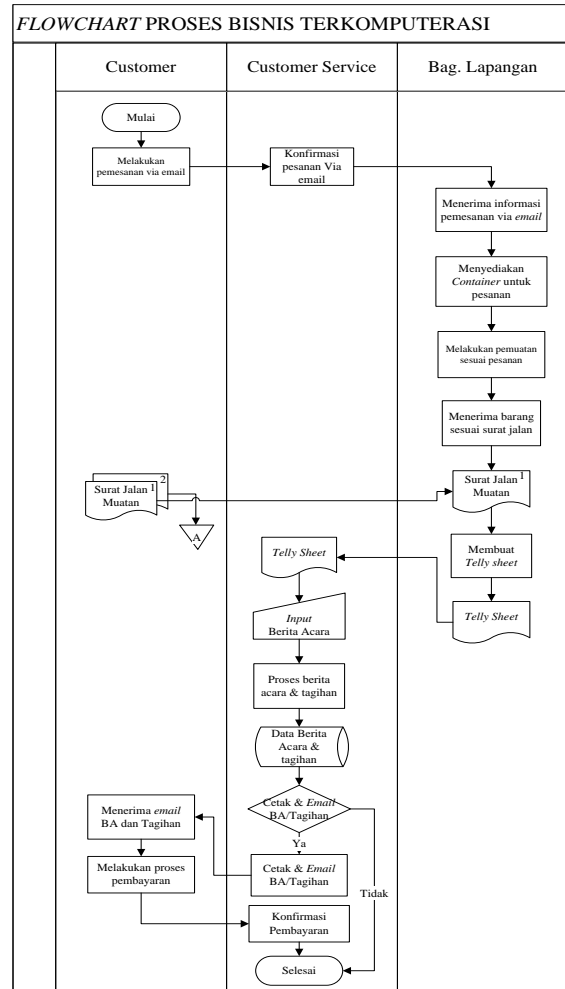 FLOWCHART PROSES BISNIS TERKOMPUTERASI
Customer
Customer Service
Bag. Lapangan
Mulai
Melakukan
pemesanan via email
Konfirmasi
pesanan Via
email
Menerima informasi
pemesanan via email
Menyediakan
Container untuk
pesanan
Melakukan pemuatan
sesuai pesanan
Menerima barang
sesuai surat jalan
2
Surat Jalan 1
Muatan
A
Surat Jalan 1
Muatan
Membuat
Telly sheet
Telly Sheet
Telly Sheet
Input
Berita Acara
Proses berita
acara & tagihan
Data Berita
Acara &
tagihan
Cetak & Email
BA/Tagihan
Ya
Tidak
Cetak & Email
BA/Tagihan
Menerima email
BA dan Tagihan
Melakukan proses
pembayaran
Konfirmasi
Pembayaran
Selesai